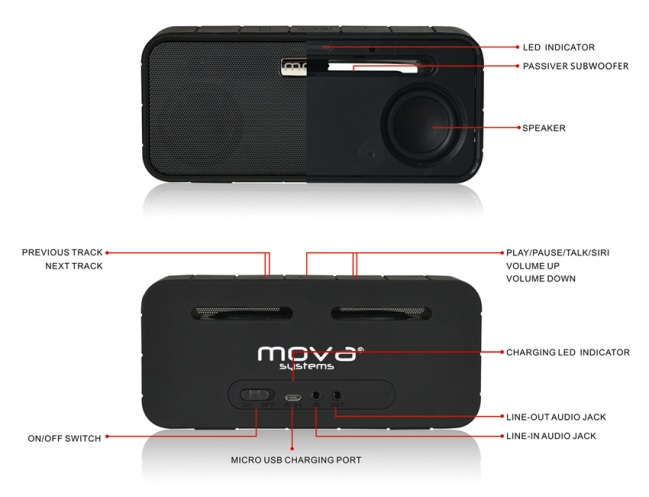 LED INDICATOR
PASSIVER SUBWOOFER
SPEAKER
PREVIOUS TRACK
NEXT TRACK
PLAY/PAUSE/TALK/SIRI
VOLUME UP
VOLUME DOWN
mova®
systems
CHARGING LED INDICATOR
LINE-OUT AUDIO JACK
LINE-IN AUDIO JACK
ON/OFF SWITCH
MICRO USB CHARGING PORT